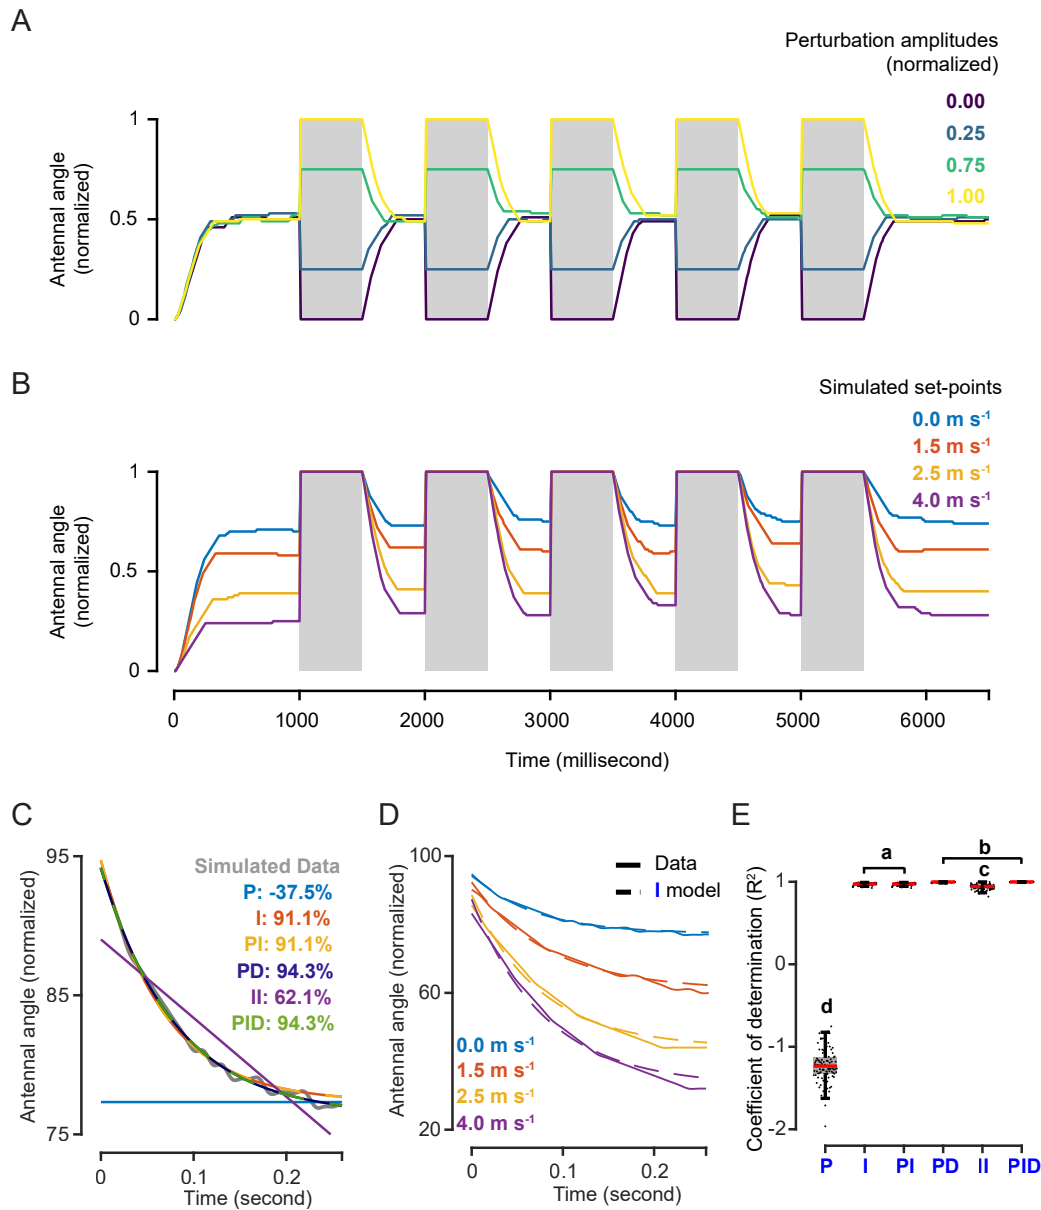 A
Perturbation amplitudes
(normalized)
0.00
0.25
0.75
1.00
1
0.5
0
Antennal angle
(normalized)
B
Simulated set-points
0.0 m s⁻¹
1.5 m s⁻¹
2.5 m s⁻¹
4.0 m s⁻¹
1
0.5
0
Antennal angle
(normalized)
0 1000 2000 3000 4000 5000 6000
Time (millisecond)
C
95
85
75
Antennal angle (normalized)
Simulated Data
P: -37.5%
I: 91.1%
PI: 91.1%
PD: 94.3%
II: 62.1%
PID: 94.3%
0 0.1 0.2
Time (second)
D
100
60
20
Antennal angle (normalized)
Data
I model
0.0 m s⁻¹
1.5 m s⁻¹
2.5 m s⁻¹
4.0 m s⁻¹
0 0.1 0.2
Time (second)
E
Coefficient of determination (R²)
1
0
-1
-2
a
b
c
d
P I PI PD II PID